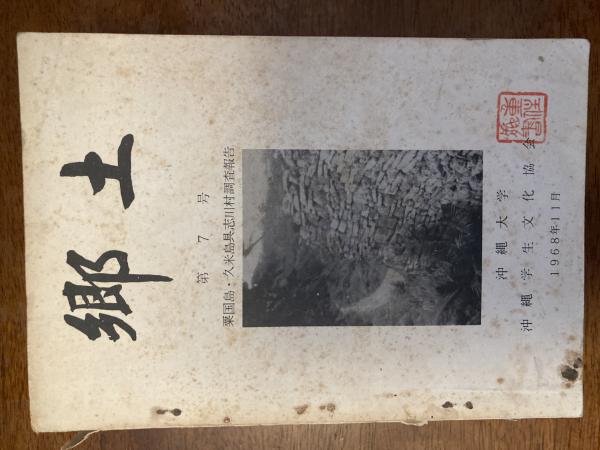 郷土
第7号
粟国島・久米島具志川村調査報告
沖縄大学
沖縄学生文化協会
1968年・11月